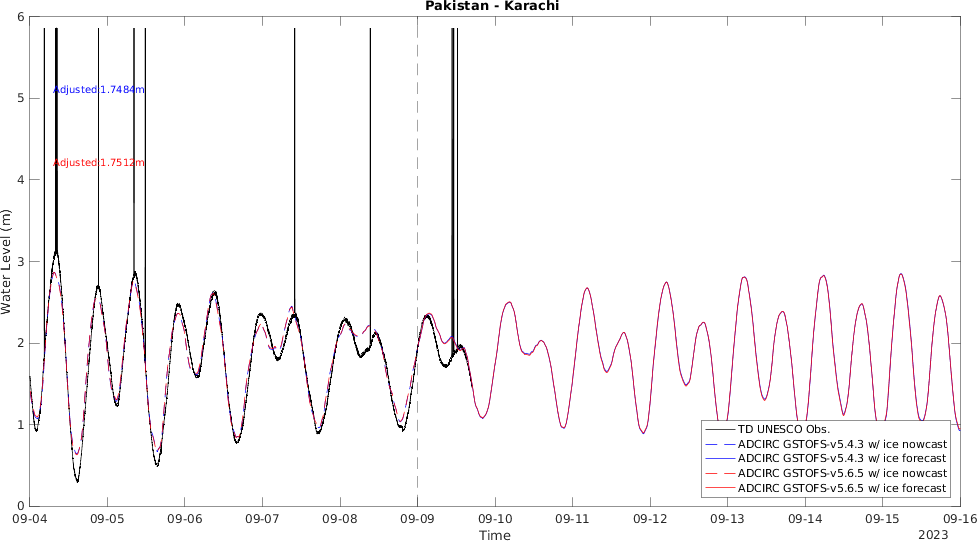 Pakistan - Karachi
6
5
4
3
2
1
0
Water Level (m)
Adjusted 1.7484m
Adjusted 1.7512m
TD UNESCO Obs.
ADCIRC GSTOFS-v5.4.3 w/ ice nowcast
ADCIRC GSTOFS-v5.4.3 w/ ice forecast
ADCIRC GSTOFS-v5.6.5 w/ ice nowcast
ADCIRC GSTOFS-v5.6.5 w/ ice forecast
09-04 09-05 09-06 09-07 09-08 09-09 09-10 09-11 09-12 09-13 09-14 09-15 09-16
Time
2023